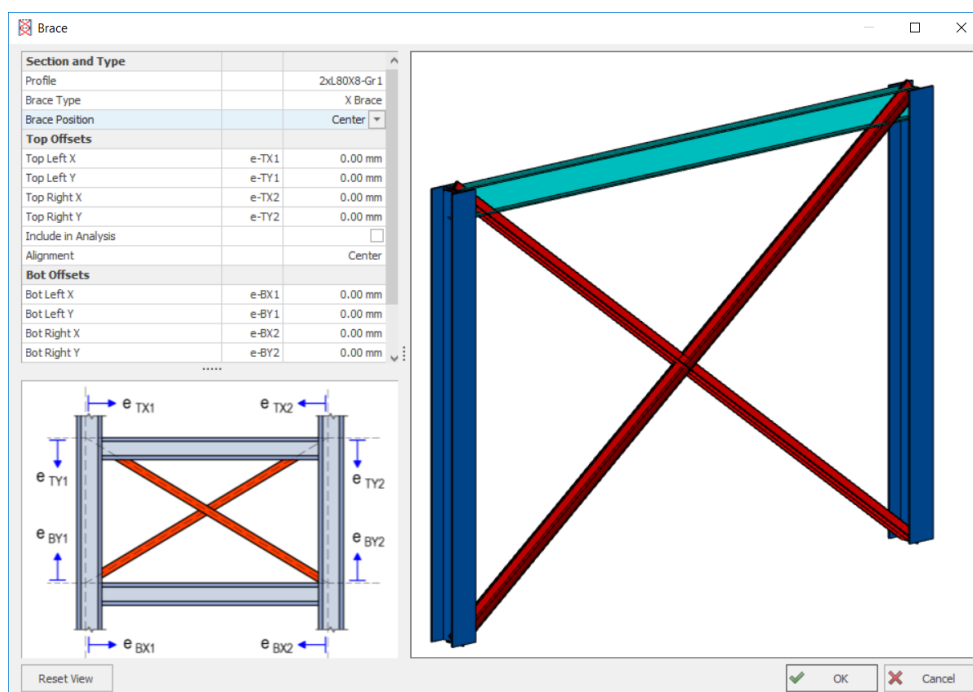 Brace
Section and Type
Profile 2xL80X8-Gr1
Brace Type X Brace
Brace Position Center
Top Offsets
Top Left X e-TX1 0.00 mm
Top Left Y e-TY1 0.00 mm
Top Right X e-TX2 0.00 mm
Top Right Y e-TY2 0.00 mm
Include in Analysis
Alignment Center
Bot Offsets
Bot Left X e-BX1 0.00 mm
Bot Left Y e-BY1 0.00 mm
Bot Right X e-BX2 0.00 mm
Bot Right Y e-BY2 0.00 mm
e TX1 e TX2
e TY1 e TY2
e BY1 e BY2
e BX1 e BX2
Reset View OK Cancel